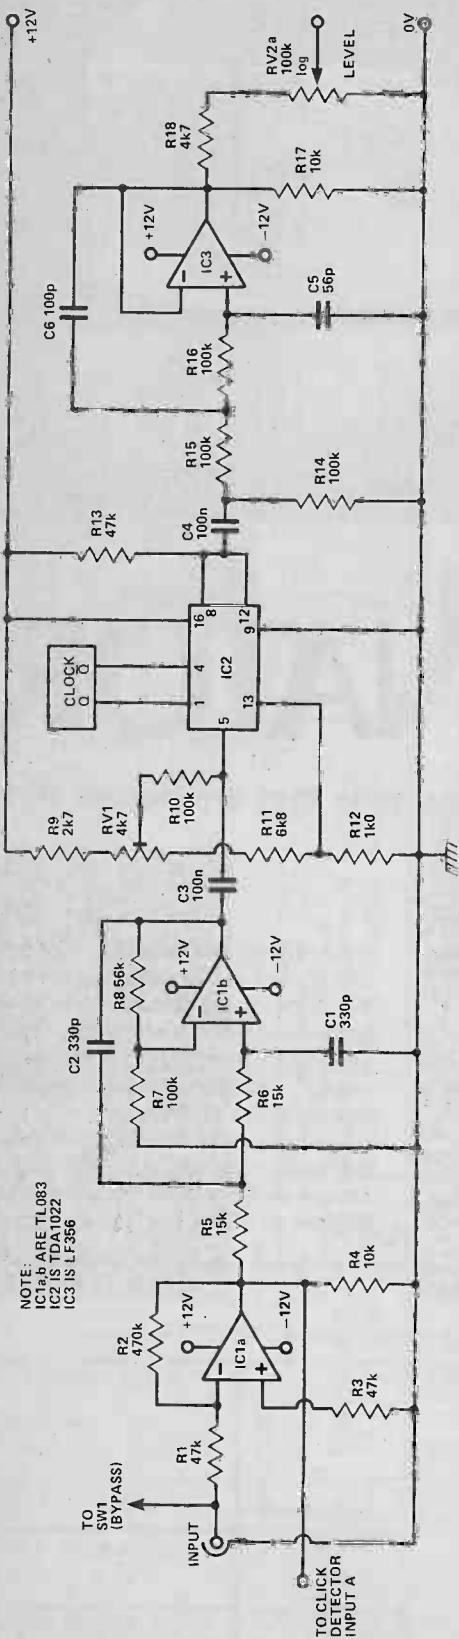 NOTE:
IC1a,b ARE TL083
IC2 IS TDA1022
IC3 IS LF356
TO
SW1
(BYPASS)
INPUT
TO CLICK
DETECTOR
INPUT A
R1
47k
R2
470k
+12V
-
IC1a
+
-12V
R3
47k
R4
10k
R5
15k
C2 330p
R7
100k
R8 56k
R6
15k
+12V
-
IC1b
+
-12V
C1
330p
C3
100n
R9
2k7
RV1
4k7
R10
100k
R11
6k8
R12
1k0
CLOCK
Q Q̅
1
4
16
5
8
IC2
13
9
12
R13
47k
C4
100n
R14
100k
R15
100k
R16
100k
C6 100p
+12V
-
IC3
+
-12V
C5
56p
R18
4k7
R17
10k
RV2a
100k
log
LEVEL
+12V
0V